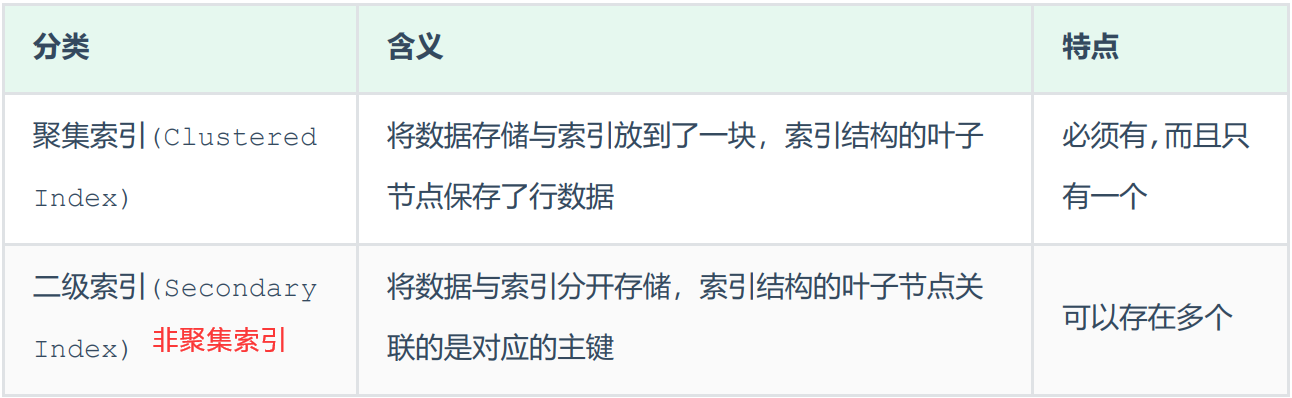 分类
含义
特点
聚集索引(Clustered
Index)
将数据存储与索引放到了一块，索引结构的叶子
节点保存了行数据
必须有,而且只
有一个
二级索引(Secondary
Index) 非聚集索引
将数据与索引分开存储，索引结构的叶子节点关
联的是对应的主键
可以存在多个